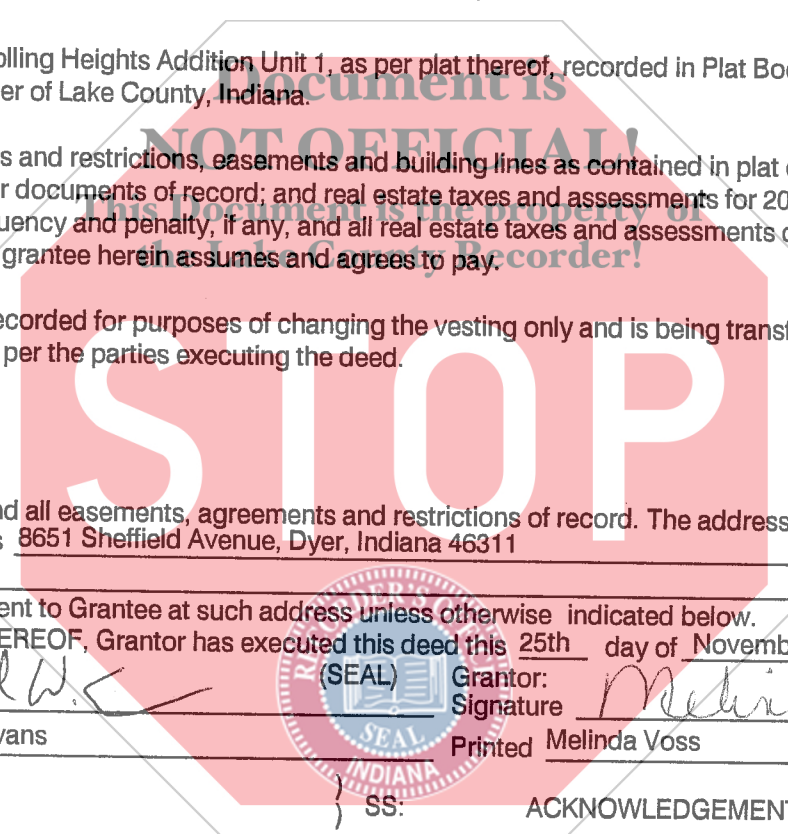 olling Heights Addition Unit 1, as per plat thereof, recorded in Plat Boo
er of Lake County, Indiana.
Document is
NOT OFFICIAL!
This Document is the property of
the Lake County Recorder!
s and restrictions, easements and building lines as contained in plat
r documents of record; and real estate taxes and assessments for 20
uency and penalty, if any, and all real estate taxes and assessments
grantee herein assumes and agrees to pay.
ecorded for purposes of changing the vesting only and is being transf
per the parties executing the deed.
STOP
nd all easements, agreements and restrictions of record. The address
s 8651 Sheffield Avenue, Dyer, Indiana 46311
ent to Grantee at such address unless otherwise indicated below.
EREOF, Grantor has executed this deed this 25th day of Novemb
(SEAL) Grantor:
Signature
vans
Printed Melinda Voss
RECORDER'S OFFICE
SEAL
INDIANA
) SS: ACKNOWLEDGEMENT